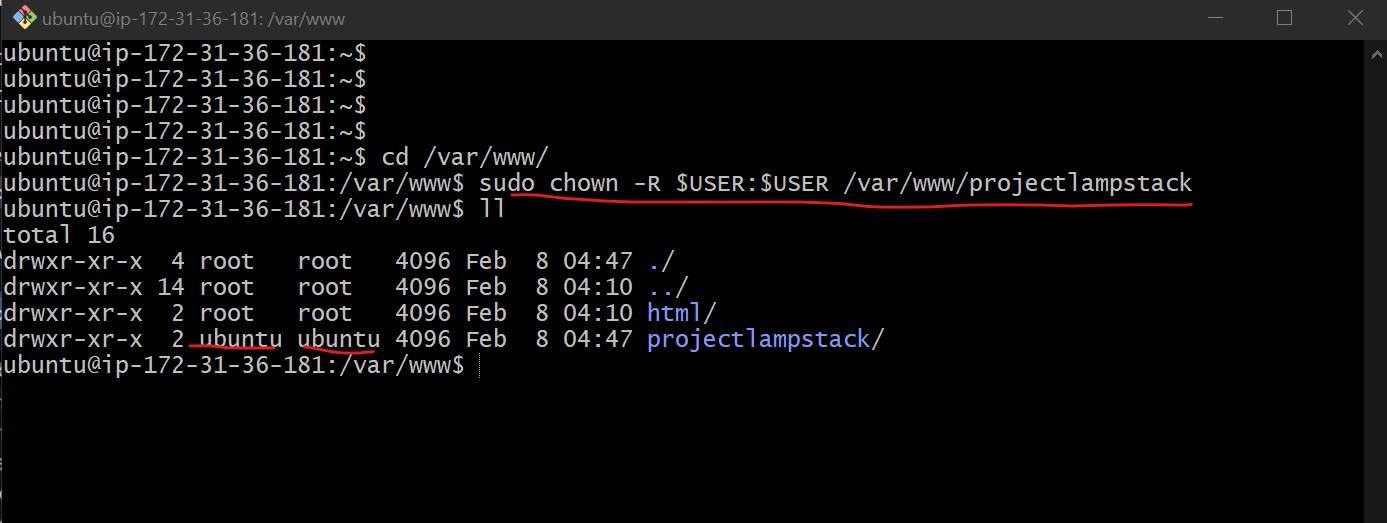 ubuntu@ip-172-31-36-181: /var/www
ubuntu@ip-172-31-36-181:~$
ubuntu@ip-172-31-36-181:~$
ubuntu@ip-172-31-36-181:~$
ubuntu@ip-172-31-36-181:~$
ubuntu@ip-172-31-36-181:~$ cd /var/www/
ubuntu@ip-172-31-36-181:/var/www$ sudo chown -R $USER:$USER /var/www/projectlampstack
ubuntu@ip-172-31-36-181:/var/www$ ll
total 16
drwxr-xr-x  4 root   root   4096 Feb  8 04:47 ./
drwxr-xr-x 14 root   root   4096 Feb  8 04:10 ../
drwxr-xr-x  2 root   root   4096 Feb  8 04:10 html/
drwxr-xr-x  2 ubuntu ubuntu 4096 Feb  8 04:47 projectlampstack/
ubuntu@ip-172-31-36-181:/var/www$